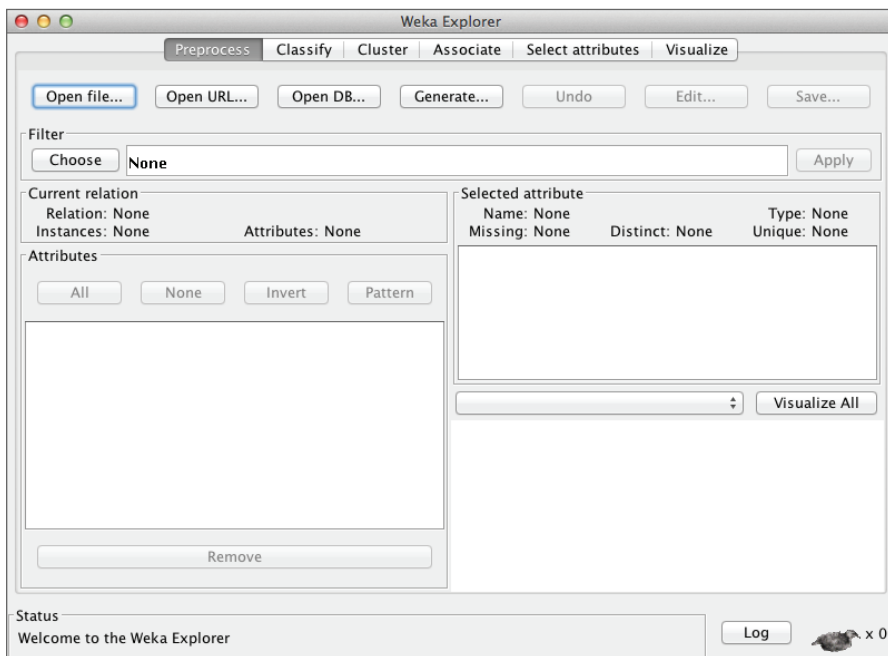 Weka Explorer
Preprocess Classify Cluster Associate Select attributes Visualize
Open file... Open URL... Open DB... Generate... Undo Edit... Save...
Filter
Choose None Apply
Current relation
Relation: None
Instances: None Attributes: None
Selected attribute
Name: None Type: None
Missing: None Distinct: None Unique: None
Attributes
All None Invert Pattern
Visualize All
Remove
Status
Welcome to the Weka Explorer
Log x 0